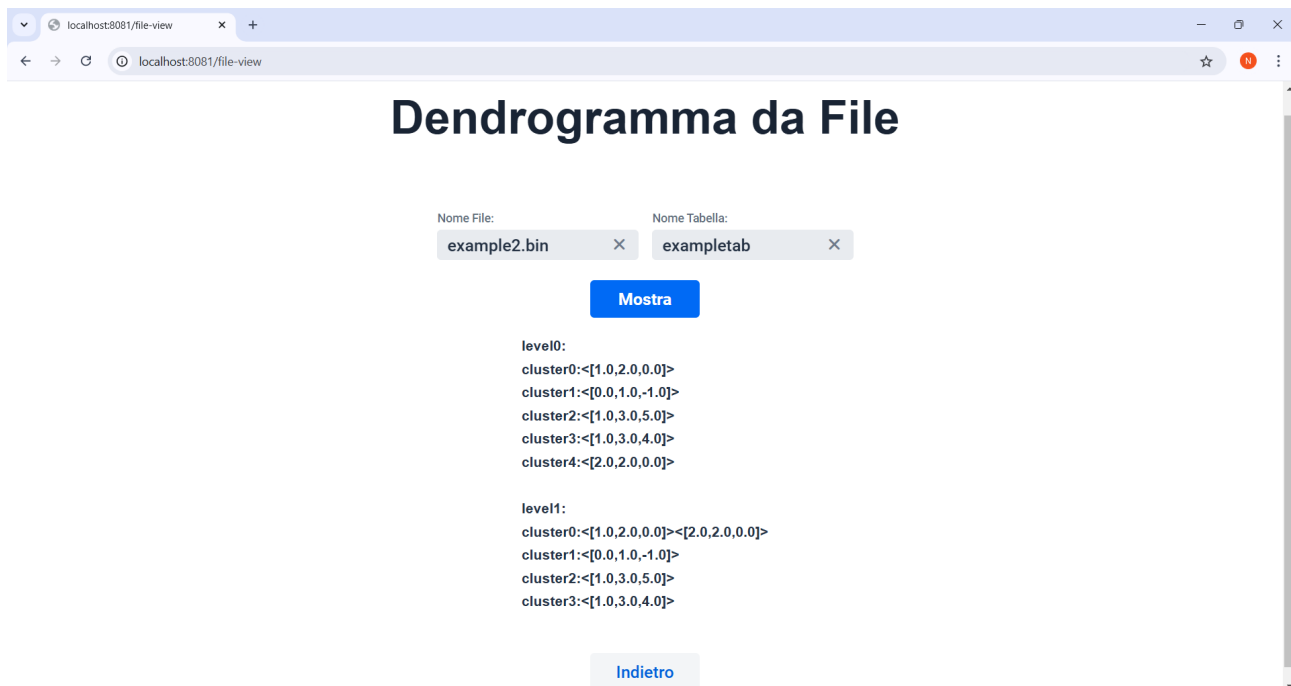 localhost:8081/file-view
localhost:8081/file-view
N
Dendrogramma da File
Nome File:
Nome Tabella:
example2.bin
exampletab
Mostra
level0:
cluster0:<[1.0,2.0,0.0]>
cluster1:<[0.0,1.0,-1.0]>
cluster2:<[1.0,3.0,5.0]>
cluster3:<[1.0,3.0,4.0]>
cluster4:<[2.0,2.0,0.0]>
level1:
cluster0:<[1.0,2.0,0.0]><[2.0,2.0,0.0]>
cluster1:<[0.0,1.0,-1.0]>
cluster2:<[1.0,3.0,5.0]>
cluster3:<[1.0,3.0,4.0]>
Indietro